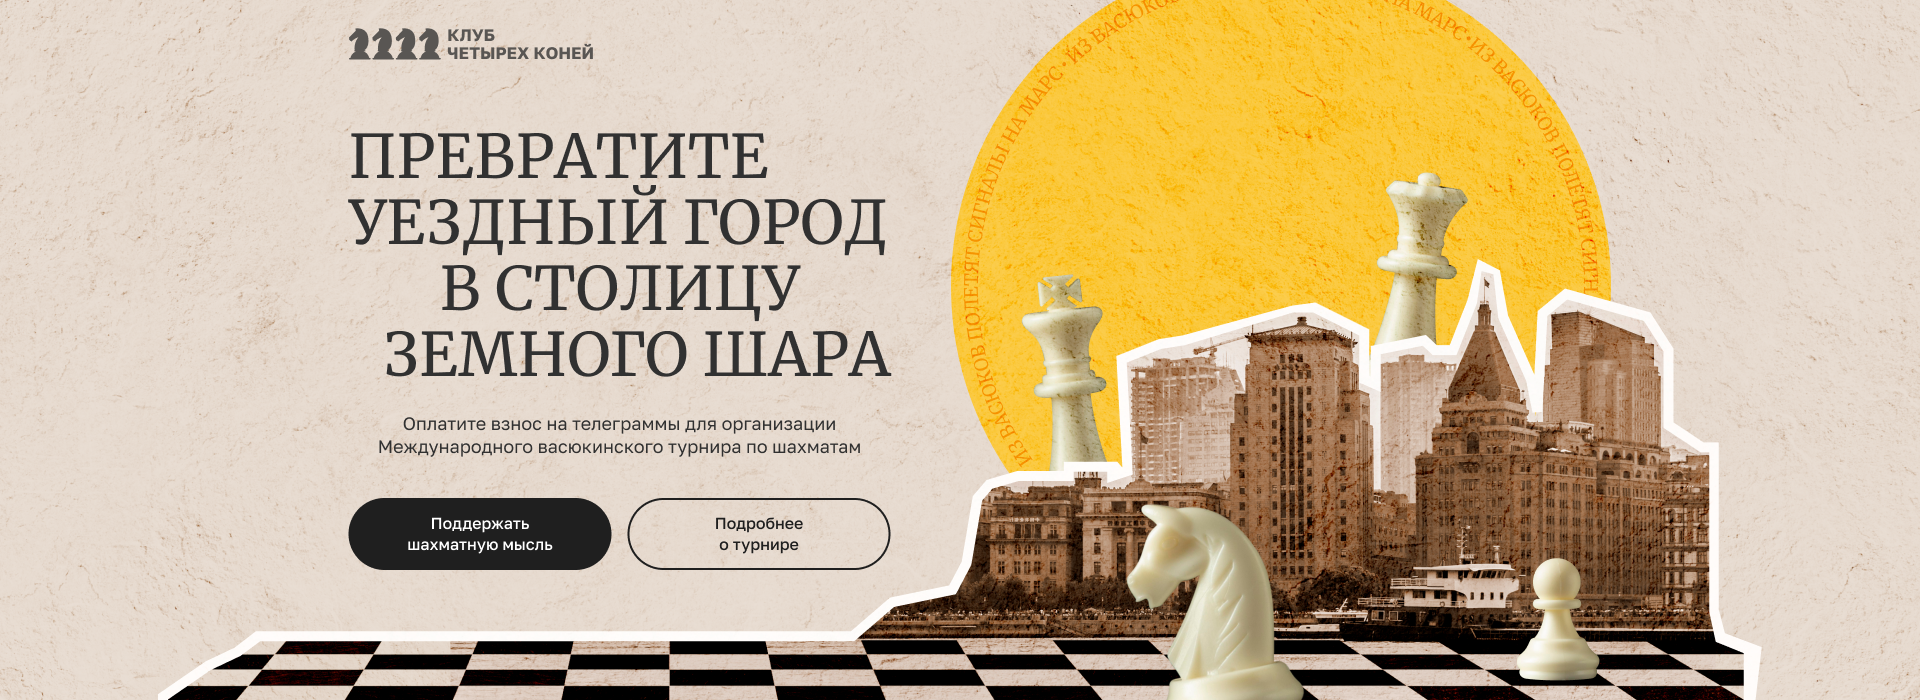 КЛУБ
ЧЕТЫРЕХ КОНЕЙ
ПРЕВРАТИТЕ
УЕЗДНЫЙ ГОРОД
В СТОЛИЦУ
ЗЕМНОГО ШАРА
Оплатите взнос на телеграммы для организации
Международного васюкинского турнира по шахматам
Поддержать
шахматную мысль
Подробнее
о турнире
ИЗ ВАСЮКОВ ПОЛЕТЯТ СИГНАЛЫ НА МАРС · ИЗ ВАСЮКОВ
НА МАРС · ИЗ ВАСЮКОВ ПОЛЕТЯТ СИГН